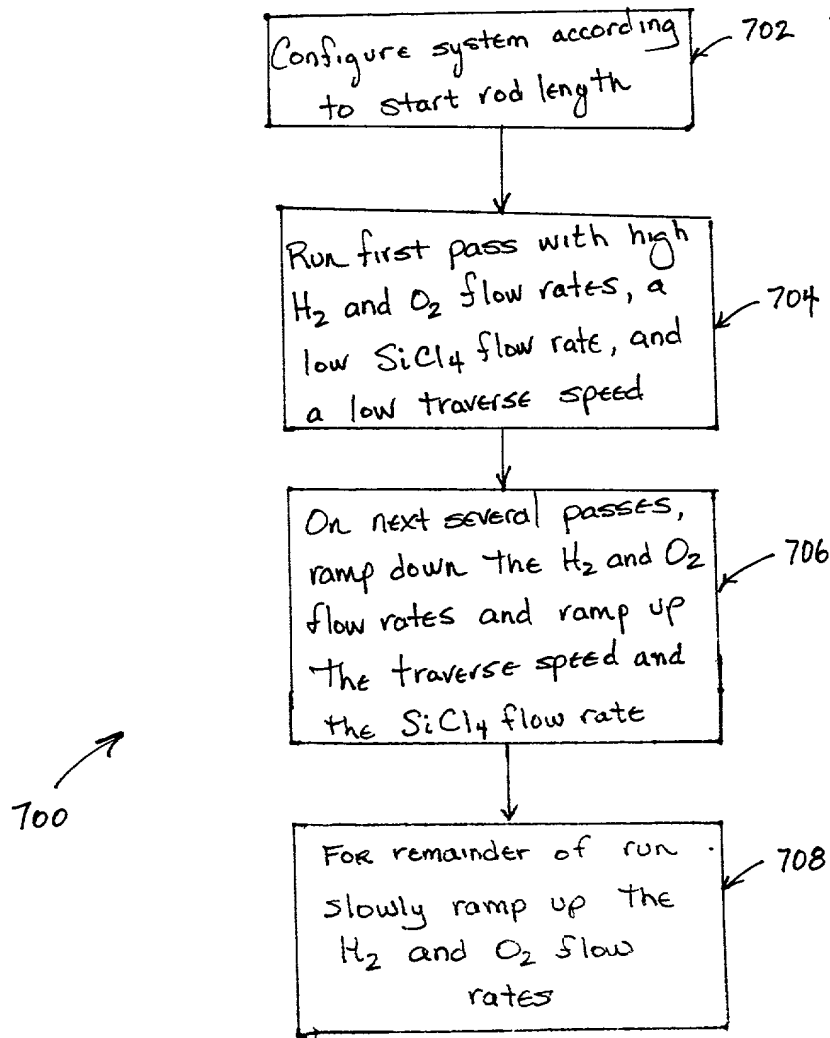 Configure system according
to start rod length
702
Run first pass with high
H₂ and O₂ flow rates, a
low SiCl₄ flow rate, and
a low traverse speed
704
On next several passes,
ramp down the H₂ and O₂
flow rates and ramp up
the traverse speed and
the SiCl₄ flow rate
706
700
For remainder of run
slowly ramp up the
H₂ and O₂ flow
rates
708